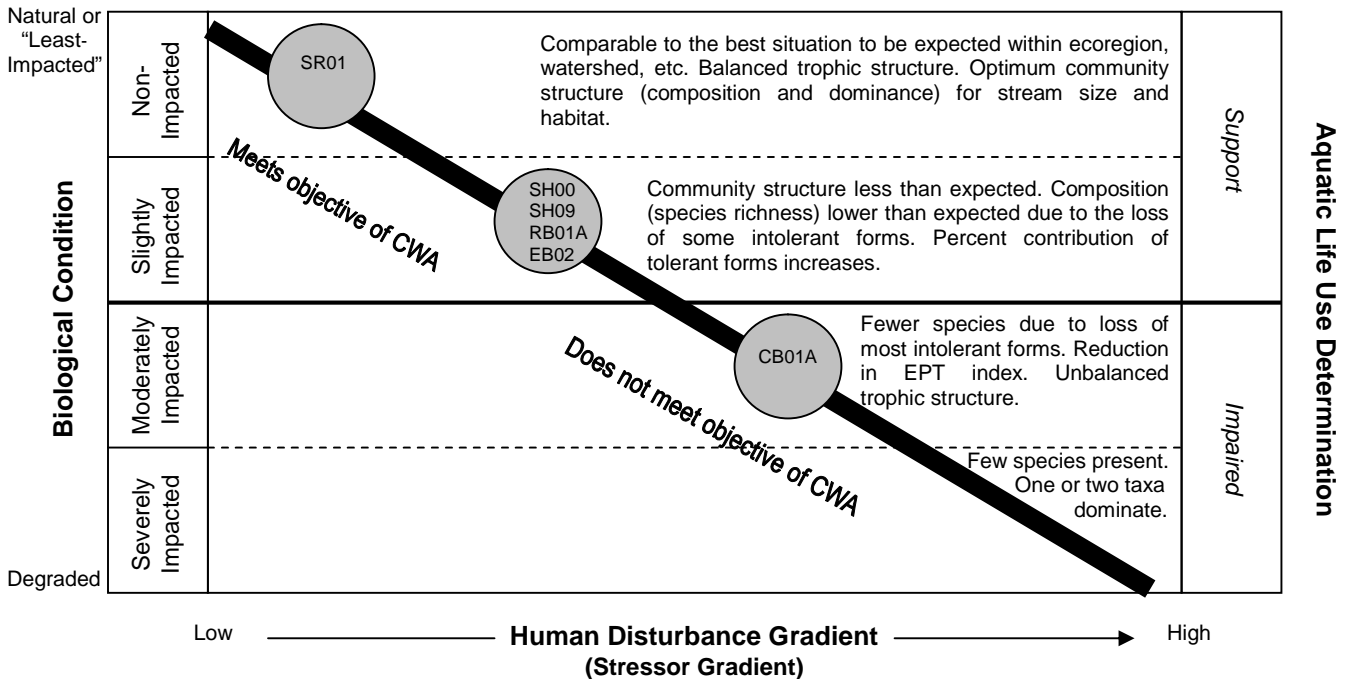 Natural or
“Least-
Impacted”
Degraded
Biological Condition
Non-
Impacted
Slightly
Impacted
Moderately
Impacted
Severely
Impacted
SR01
Comparable to the best situation to be expected within ecoregion,
watershed, etc. Balanced trophic structure. Optimum community
structure (composition and dominance) for stream size and
habitat.
Meets objective of CWA
SH00
SH09
RB01A
EB02
Community structure less than expected. Composition
(species richness) lower than expected due to the loss
of some intolerant forms. Percent contribution of
tolerant forms increases.
Does not meet objective of CWA
CB01A
Fewer species due to loss of
most intolerant forms. Reduction
in EPT index. Unbalanced
trophic structure.
Few species present.
One or two taxa
dominate.
Support
Impaired
Aquatic Life Use Determination
Low
Human Disturbance Gradient
High
(Stressor Gradient)